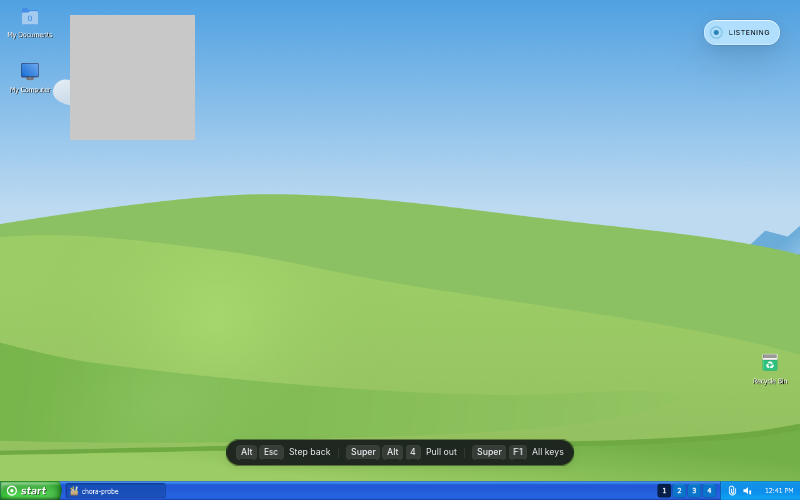 My Documents
LISTENING
My Computer
Recycle Bin
Alt Esc Step back Super Alt 4 Pull out Super F1 All keys
start chora-probe 1 2 3 4 12:41 PM